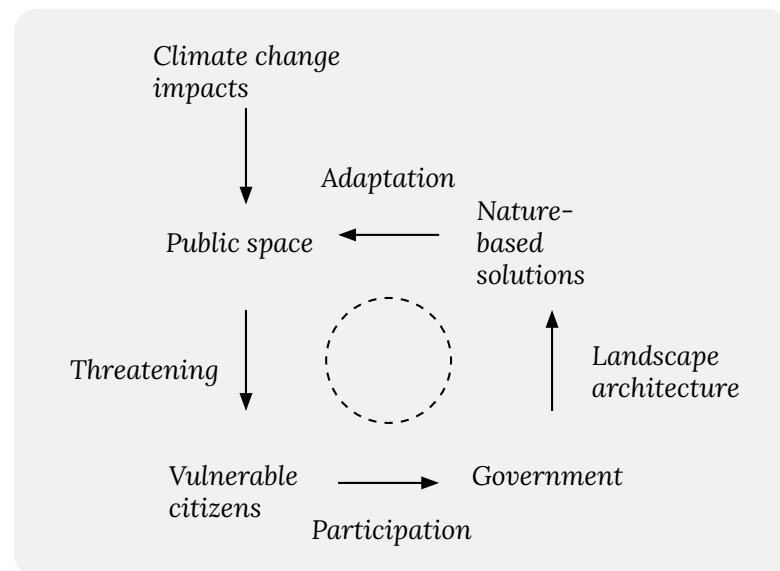 Climate change
impacts
Adaptation
Public space
Nature-
based
solutions
Threatening
Landscape
architecture
Vulnerable
citizens
Government
Participation